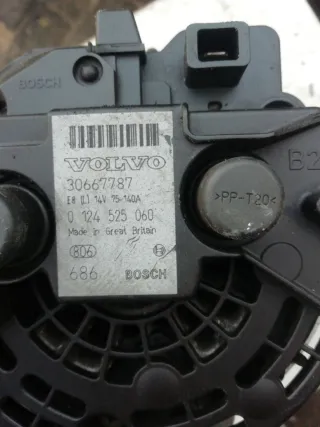 BOSCH
VOLVO
30667787
E8 (L) 14V 75-140A
0 124 525 060
Made in Great Britain
806
686 BOSCH
>PP-T20<
B2